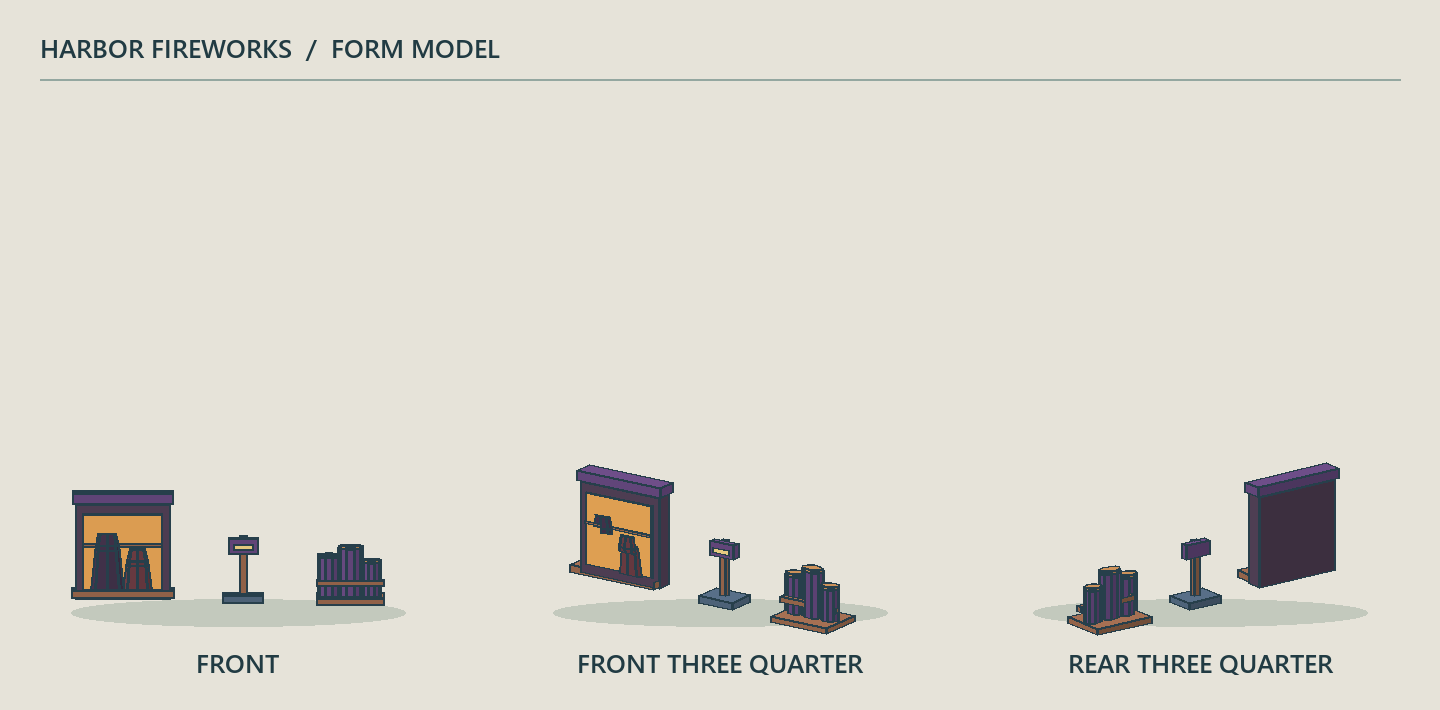 HARBOR FIREWORKS / FORM MODEL
FRONT
FRONT THREE QUARTER
REAR THREE QUARTER